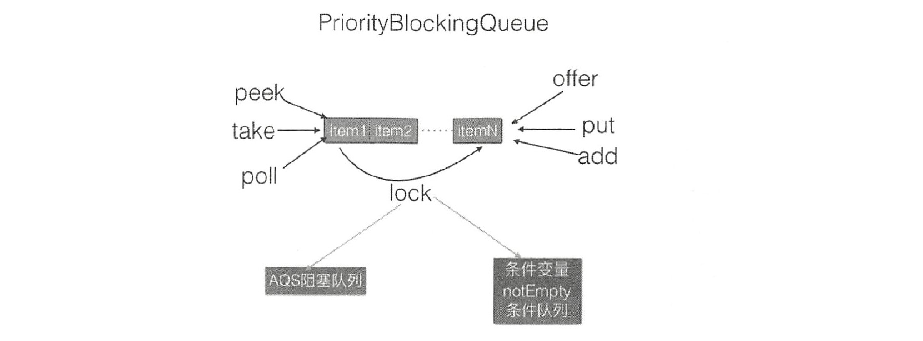 PriorityBlockingQueue
offer
peek
take
item1 item2 ...... itemN
put
add
poll
lock
AQS阻塞队列
条件变量
notEmpty
条件队列